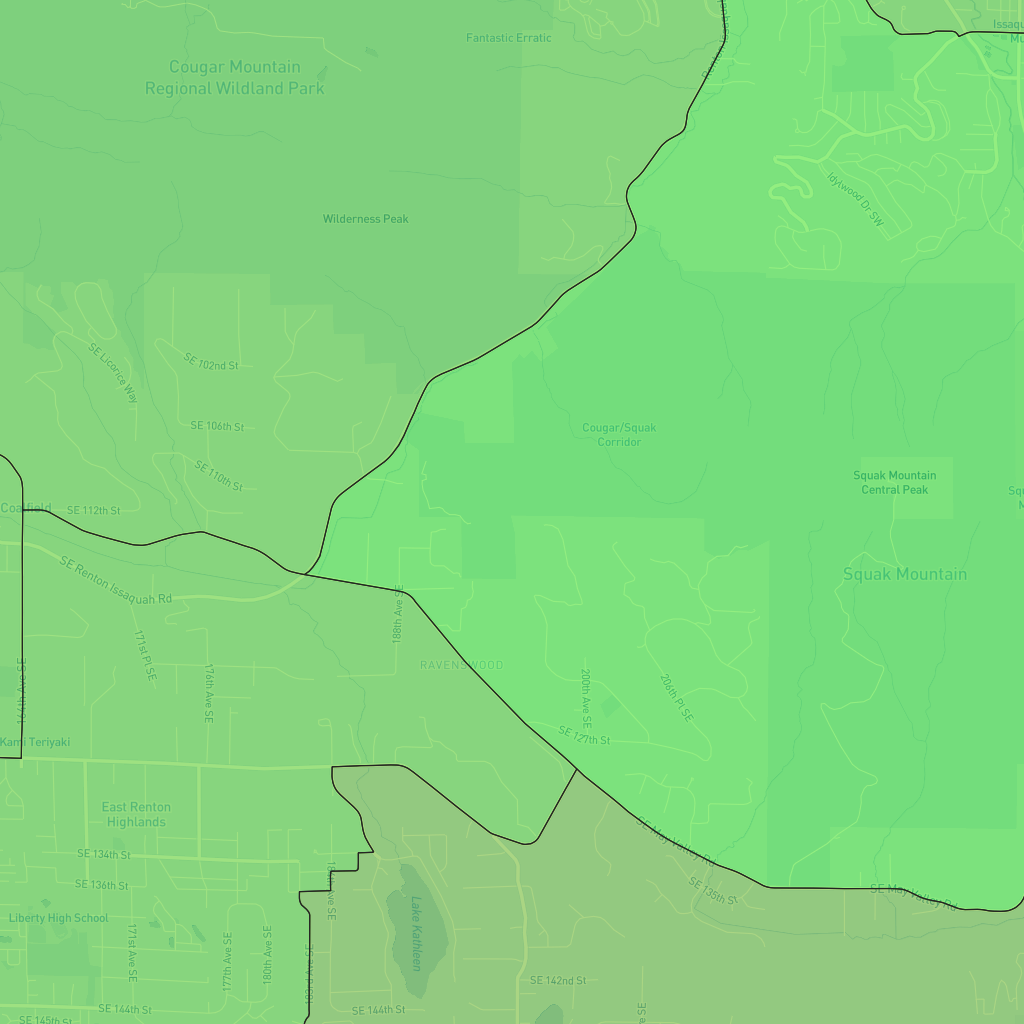 Fantastic Erratic
Cougar Mountain
Regional Wildland Park
Idylwood Dr SW
Wilderness Peak
SE Licorice Way
SE 102nd St
SE 106th St
SE 110th St
Cougar/Squak
Corridor
Squak Mountain
Central Peak
Coalfield
SE 112th St
SE Renton Issaquah Rd
Squak Mountain
188th Ave SE
171st Pl SE
176th Ave SE
164th Ave SE
RAVENSWOOD
200th Ave SE
206th Pl SE
SE 127th St
Kami Teriyaki
East Renton
Highlands
SE May Valley Rd
SE 134th St
SE 136th St
SE 135th St
SE May Valley Rd
Liberty High School
Lake Kathleen
171st Ave SE
177th Ave SE
180th Ave SE
183rd Ave SE
SE 142nd St
SE 144th St
SE 144th St
SE 145th St